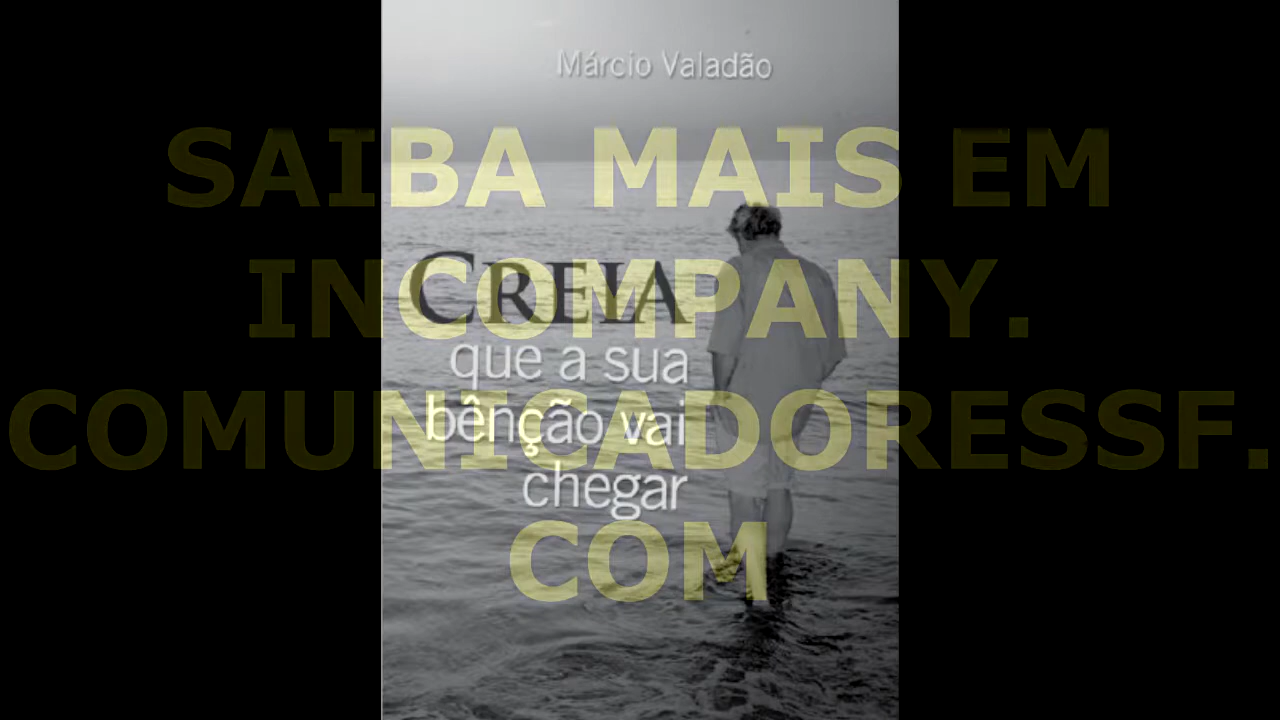 Márcio Valadão
SAIBA MAIS EM
INCOMPANY.
COMUNICADORESSF.
COM
CREIA
que a sua
bênção vai
chegar